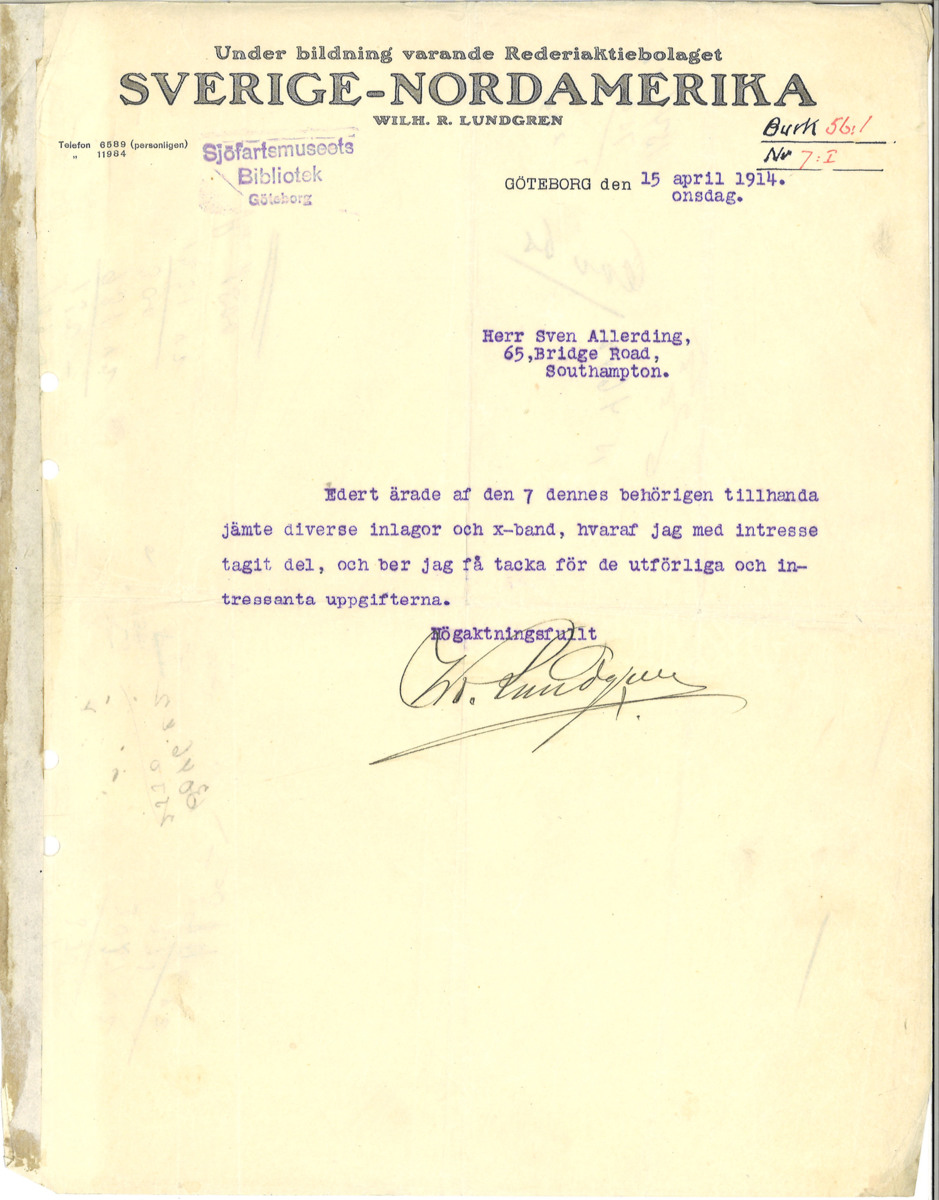 Under bildning varande Rederiaktiebolaget
SVERIGE-NORDAMERIKA
WILH. R. LUNDGREN
Telefon 6589 (personligen)
„ 11984
Sjöfartsmuseets
Bibliotek
Göteborg
Burk 56:1
Nr 7:I
GÖTEBORG den 15 april 1914.
onsdag.
Herr Sven Allerding,
65,Bridge Road,
Southampton.
Edert ärade af den 7 dennes behörigen tillhanda
jämte diverse inlagor och x-band, hvaraf jag med intresse
tagit del, och ber jag få tacka för de utförliga och in-
tressanta uppgifterna.
Högaktningsfullt
W. Lundgren